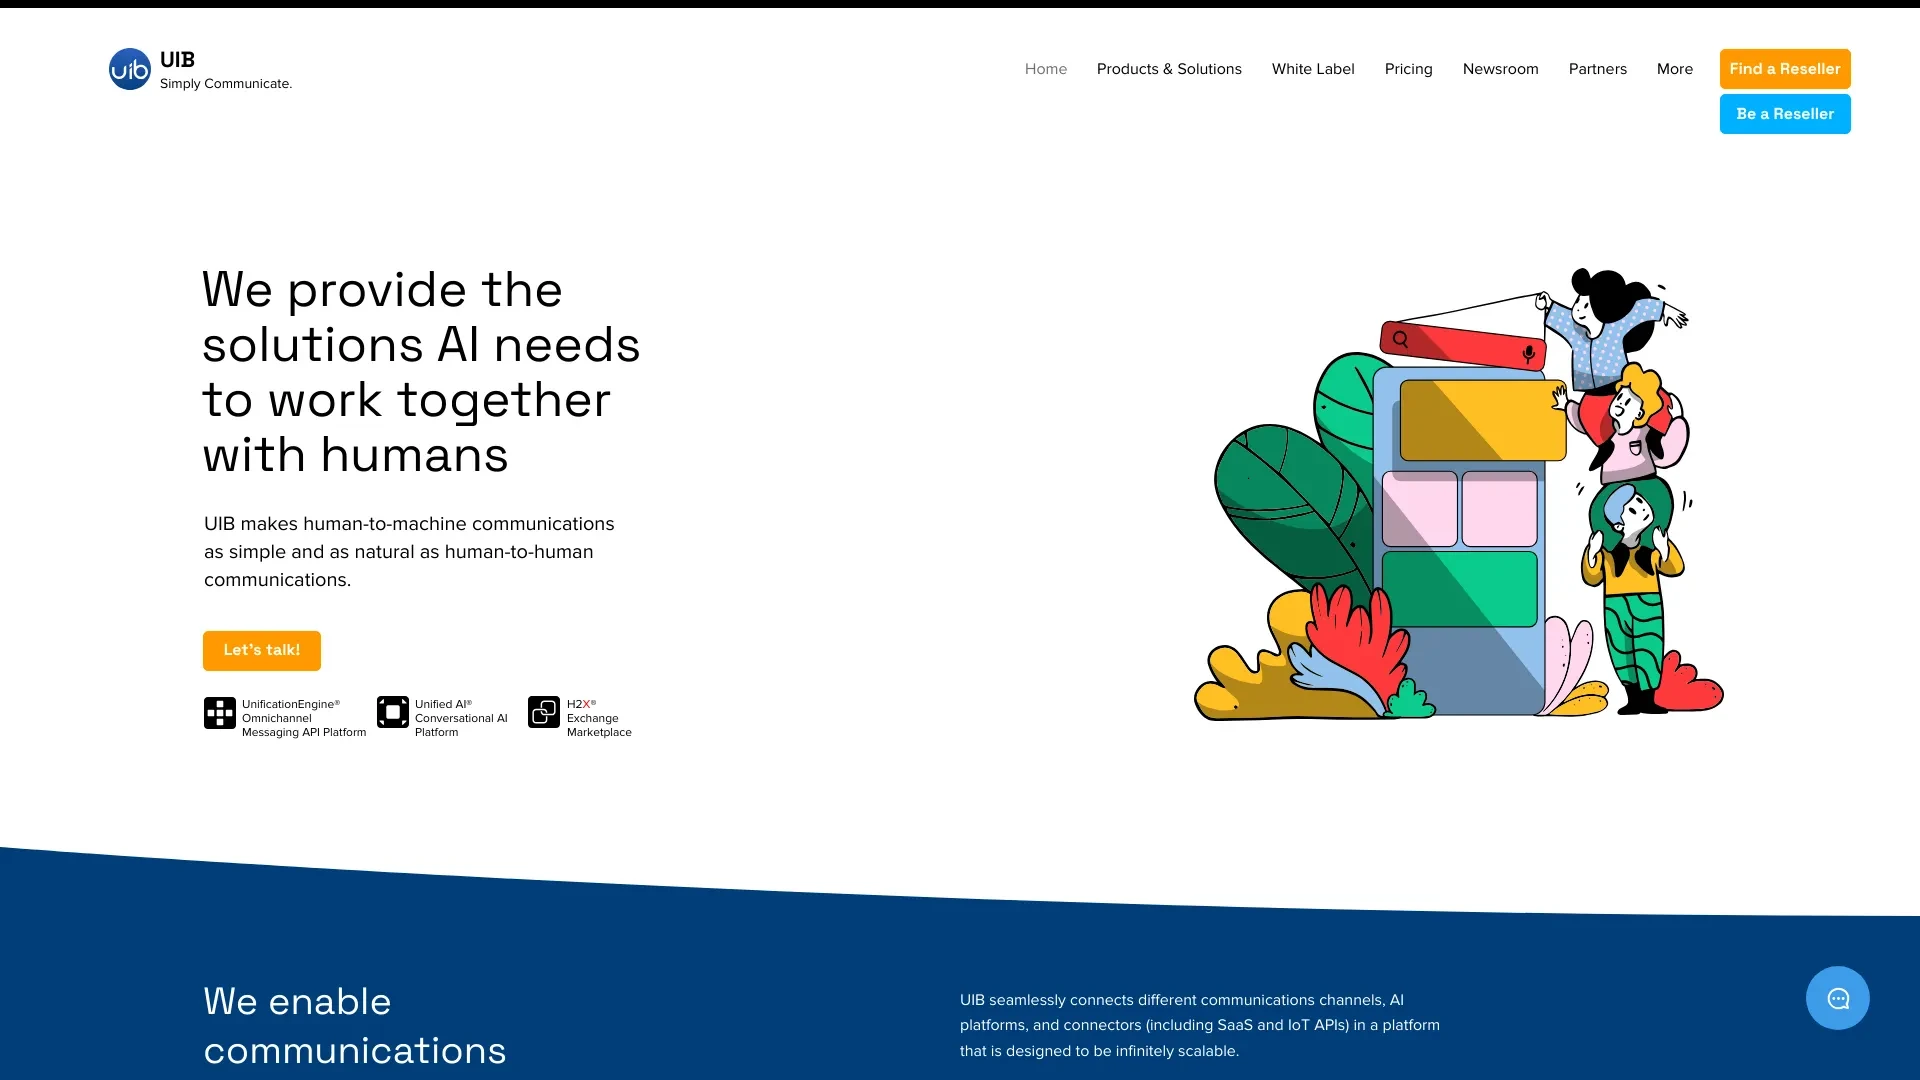 uib
UIB
Simply Communicate.
Home
Products & Solutions
White Label
Pricing
Newsroom
Partners
More
Find a Reseller
Be a Reseller
We provide the
solutions AI needs
to work together
with humans
UIB makes human-to-machine communications
as simple and as natural as human-to-human
communications.
Let's talk!
UnificationEngine®
Omnichannel
Messaging API Platform
Unified AI®
Conversational AI
Platform
H2X®
Exchange
Marketplace
We enable
communications
UIB seamlessly connects different communications channels, AI
platforms, and connectors (including SaaS and IoT APIs) in a platform
that is designed to be infinitely scalable.